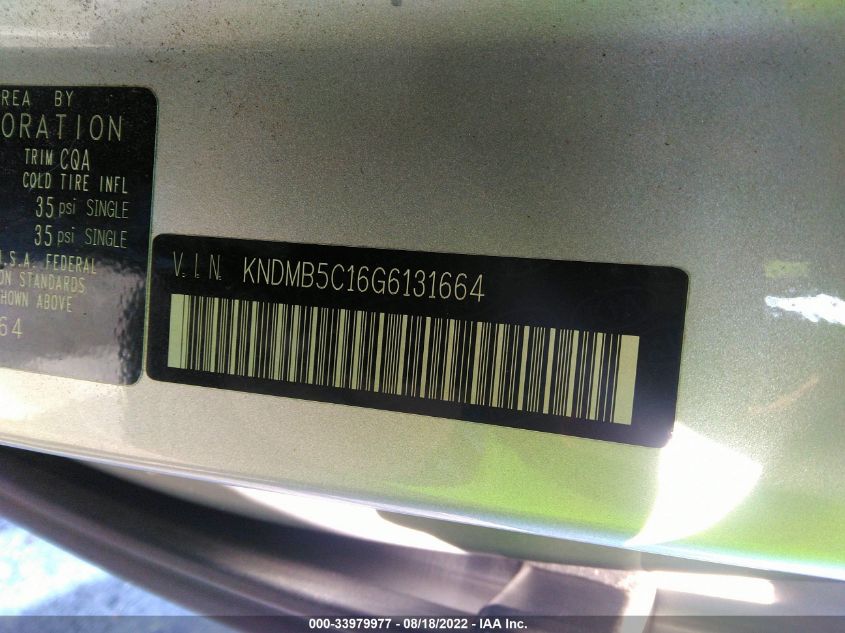 REA BY
ORATION
TRIM CQA
COLD TIRE INFL
35 psi SINGLE
35 psi SINGLE
.S.A. FEDERAL
ON STANDARDS
HOWN ABOVE
64
V.I.N. KNDMB5C16G6131664
000-33979977 - 08/18/2022 - IAA Inc.